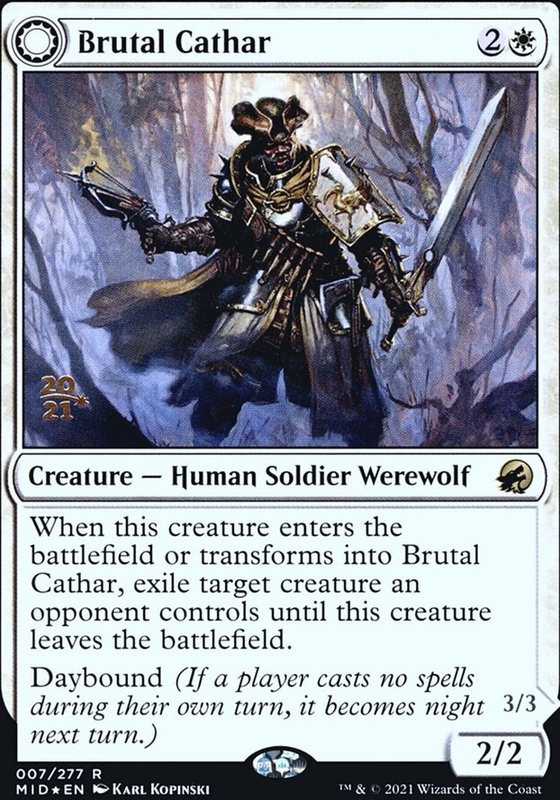 Brutal Cathar 2
20
21
Creature — Human Soldier Werewolf
When this creature enters the
battlefield or transforms into Brutal
Cathar, exile target creature an
opponent controls until this creature
leaves the battlefield.
Daybound (If a player casts no spells
during their own turn, it becomes night
next turn.)
3/3
2/2
007/277 R
MID★EN Karl Kopinski
™ & © 2021 Wizards of the Coast